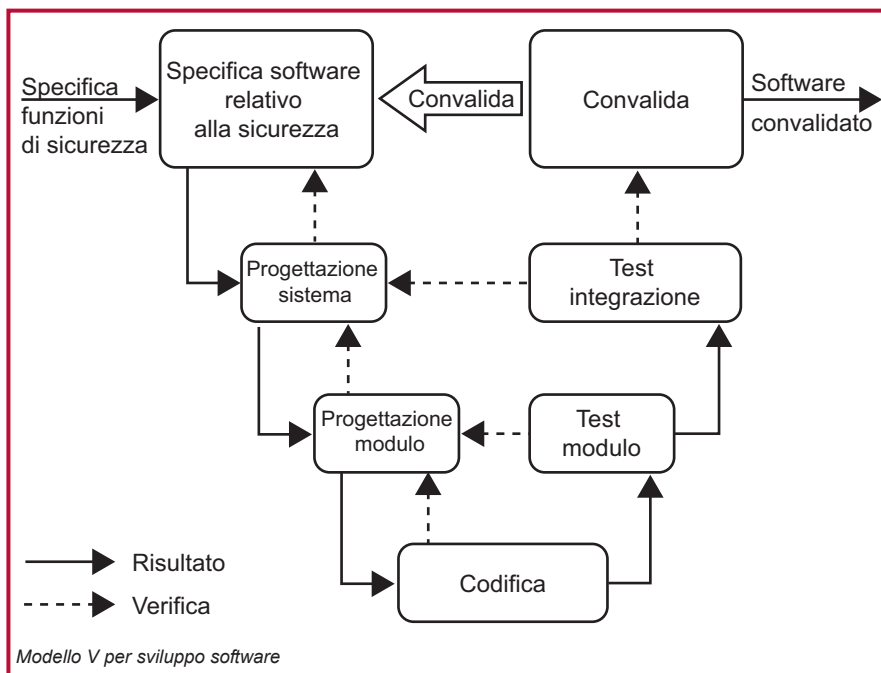 Specifica
funzioni
di sicurezza
Specifica software
relativo
alla sicurezza
Convalida
Convalida
Software
convalidato
Progettazione
sistema
Test
integrazione
Progettazione
modulo
Test
modulo
Codifica
Risultato
Verifica
Modello V per sviluppo software